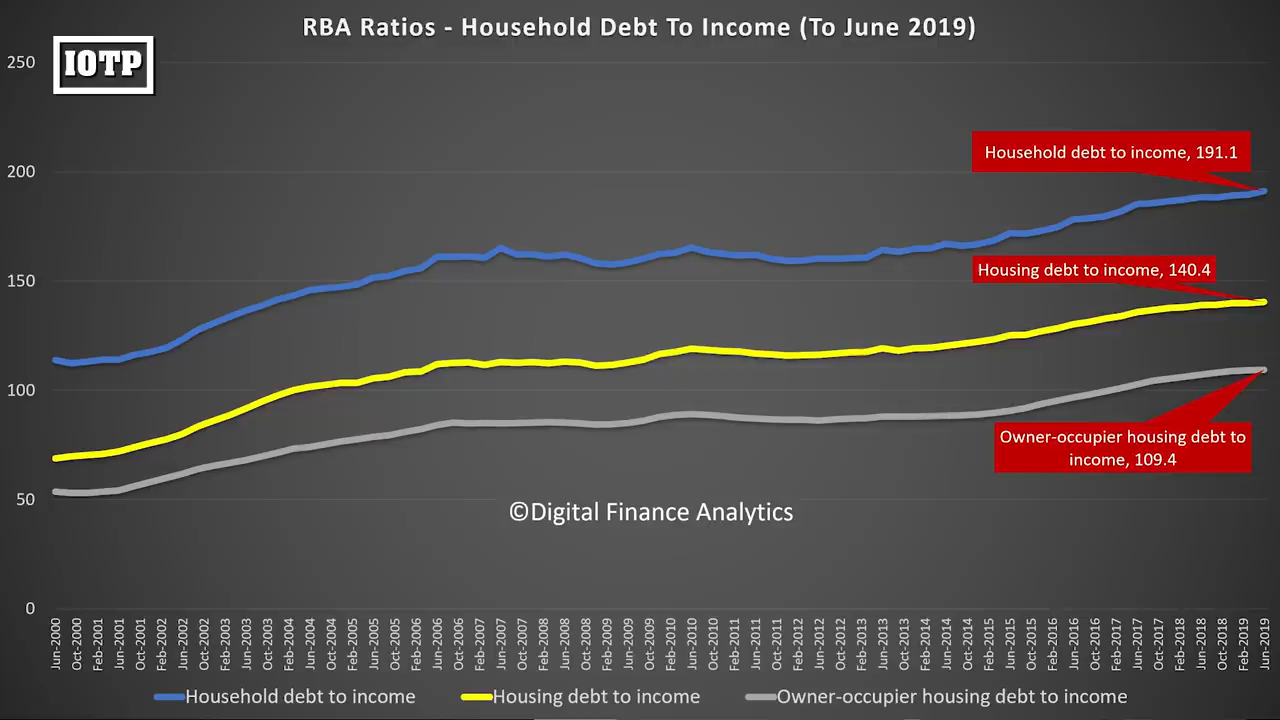 RBA Ratios - Household Debt To Income (To June 2019)
IOTP
250
200
150
100
50
0
Household debt to income, 191.1
Housing debt to income, 140.4
Owner-occupier housing debt to
income, 109.4
©Digital Finance Analytics
Jun-2000
Oct-2000
Feb-2001
Jun-2001
Oct-2001
Feb-2002
Jun-2002
Oct-2002
Feb-2003
Jun-2003
Oct-2003
Feb-2004
Jun-2004
Oct-2004
Feb-2005
Jun-2005
Oct-2005
Feb-2006
Jun-2006
Oct-2006
Feb-2007
Jun-2007
Oct-2007
Feb-2008
Jun-2008
Oct-2008
Feb-2009
Jun-2009
Oct-2009
Feb-2010
Jun-2010
Oct-2010
Feb-2011
Jun-2011
Oct-2011
Feb-2012
Jun-2012
Oct-2012
Feb-2013
Jun-2013
Oct-2013
Feb-2014
Jun-2014
Oct-2014
Feb-2015
Jun-2015
Oct-2015
Feb-2016
Jun-2016
Oct-2016
Feb-2017
Jun-2017
Oct-2017
Feb-2018
Jun-2018
Oct-2018
Feb-2019
Jun-2019
Household debt to income
Housing debt to income
Owner-occupier housing debt to income